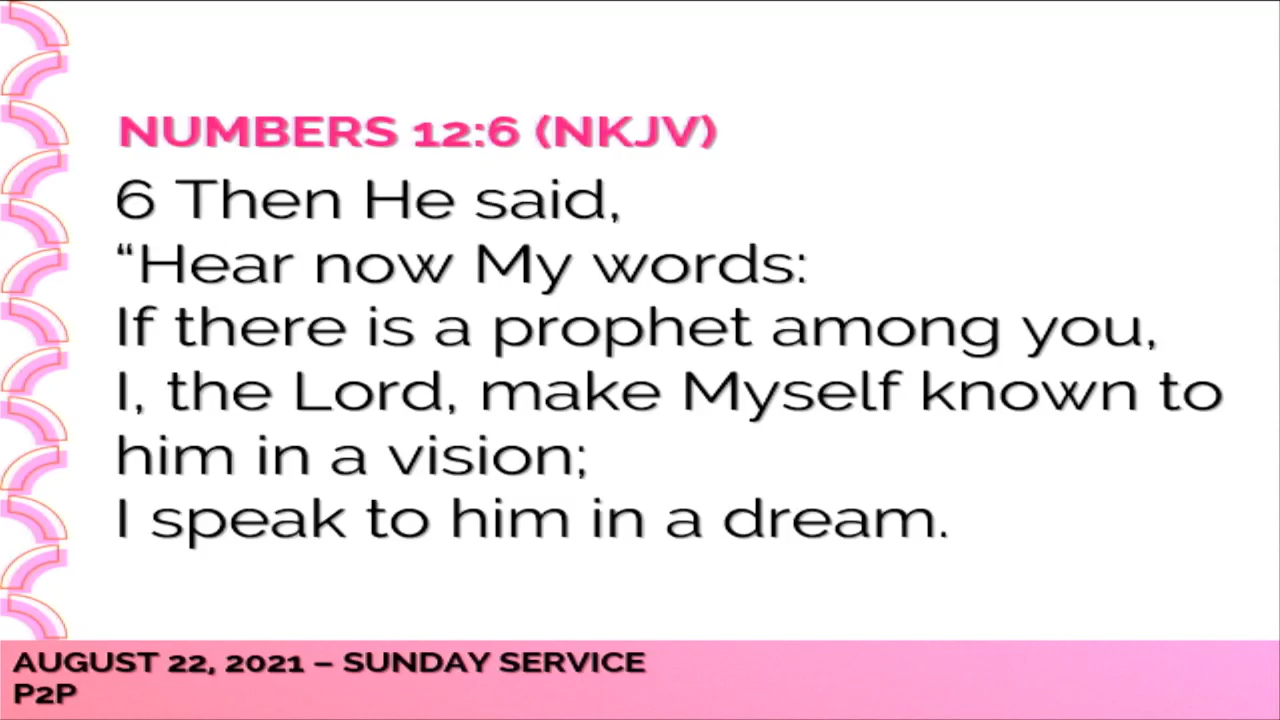 NUMBERS 12:6 (NKJV)
6 Then He said,
“Hear now My words:
If there is a prophet among you,
I, the Lord, make Myself known to
him in a vision;
I speak to him in a dream.
AUGUST 22, 2021 – SUNDAY SERVICE
P2P